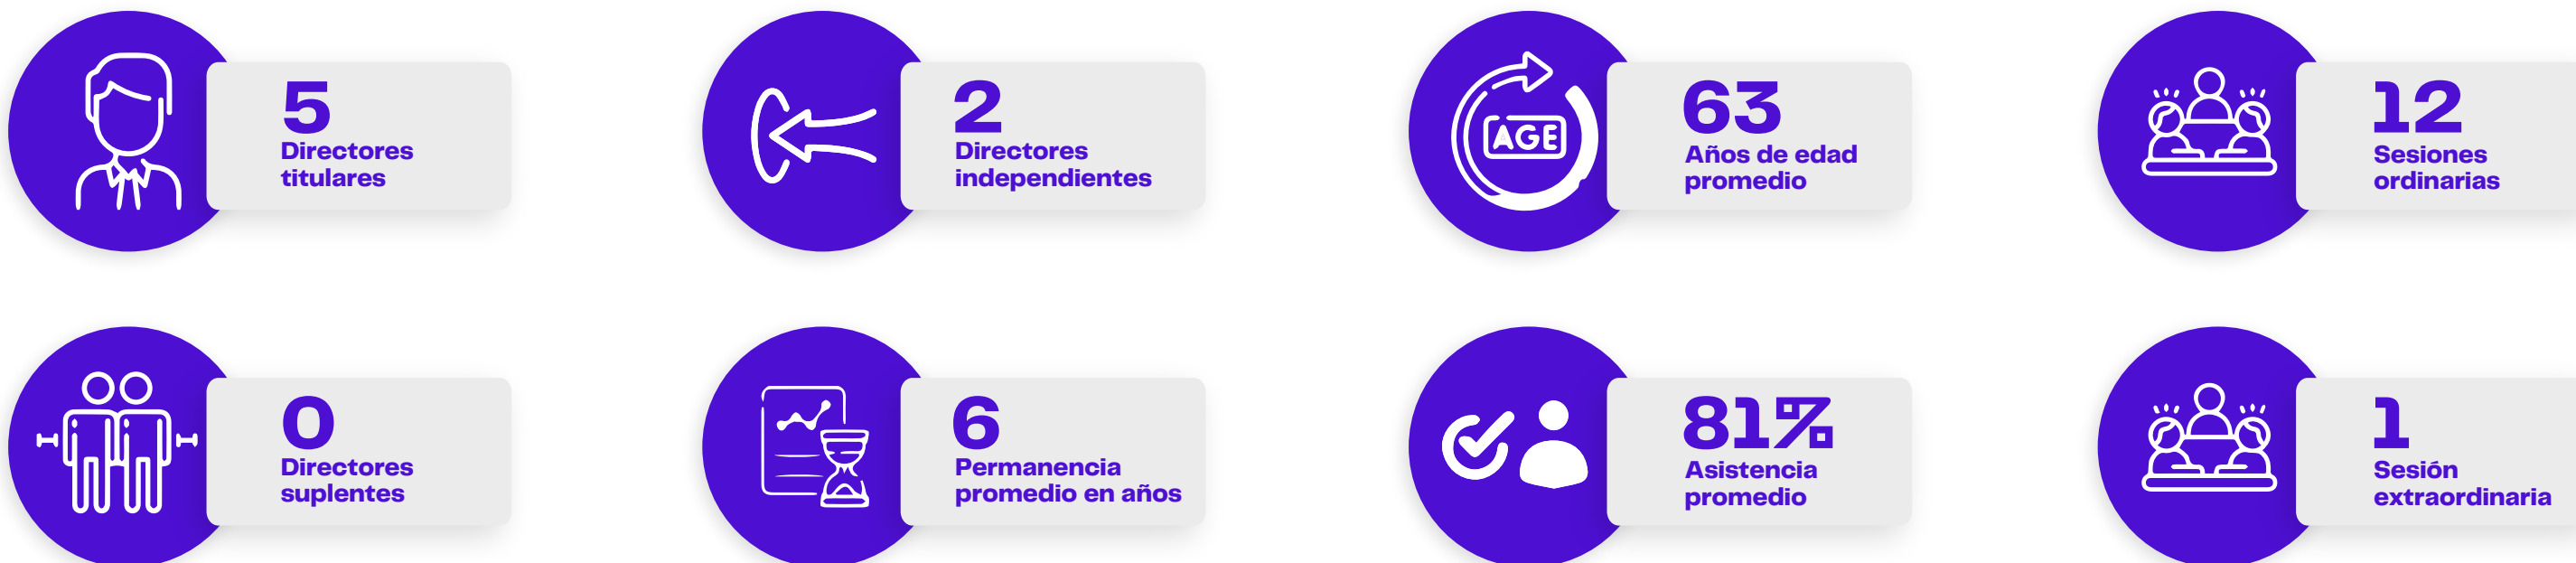 5
Directores
titulares
2
Directores
independientes
AGE
63
Años de edad
promedio
12
Sesiones
ordinarias
0
Directores
suplentes
6
Permanencia
promedio en años
81%
Asistencia
promedio
1
Sesión
extraordinaria